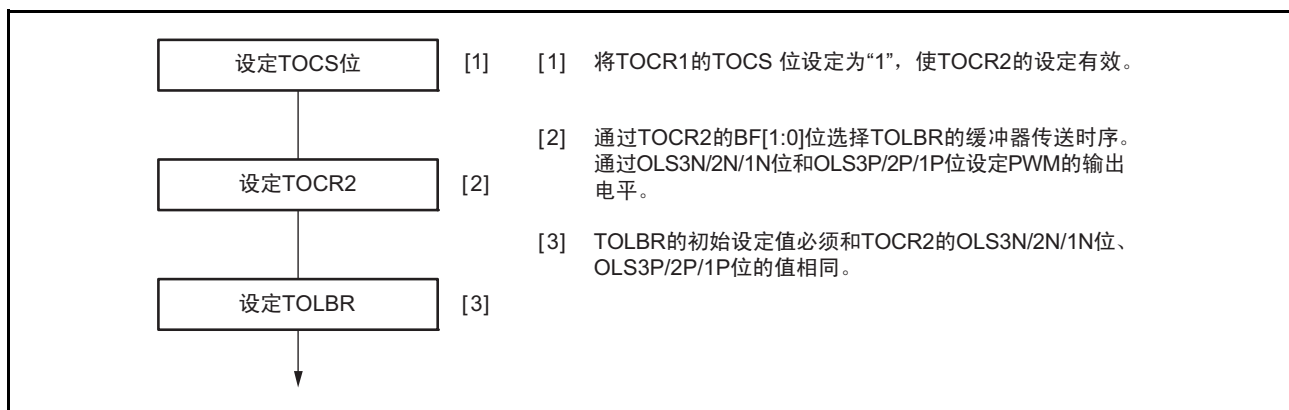 设定TOCS位 [1]
[1] 将TOCR1的TOCS 位设定为“1”，使TOCR2的设定有效。
[2] 通过TOCR2的BF[1:0]位选择TOLBR的缓冲器传送时序。
通过OLS3N/2N/1N位和OLS3P/2P/1P位设定PWM的输出
电平。
设定TOCR2 [2]
[3] TOLBR的初始设定值必须和TOCR2的OLS3N/2N/1N位、
OLS3P/2P/1P位的值相同。
设定TOLBR [3]